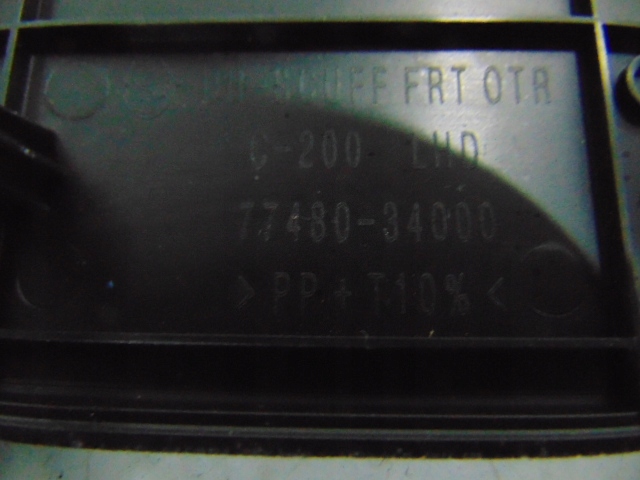 SCUFF FRT OTR
C-200 LHD
77480-34000
>PP+T10%<